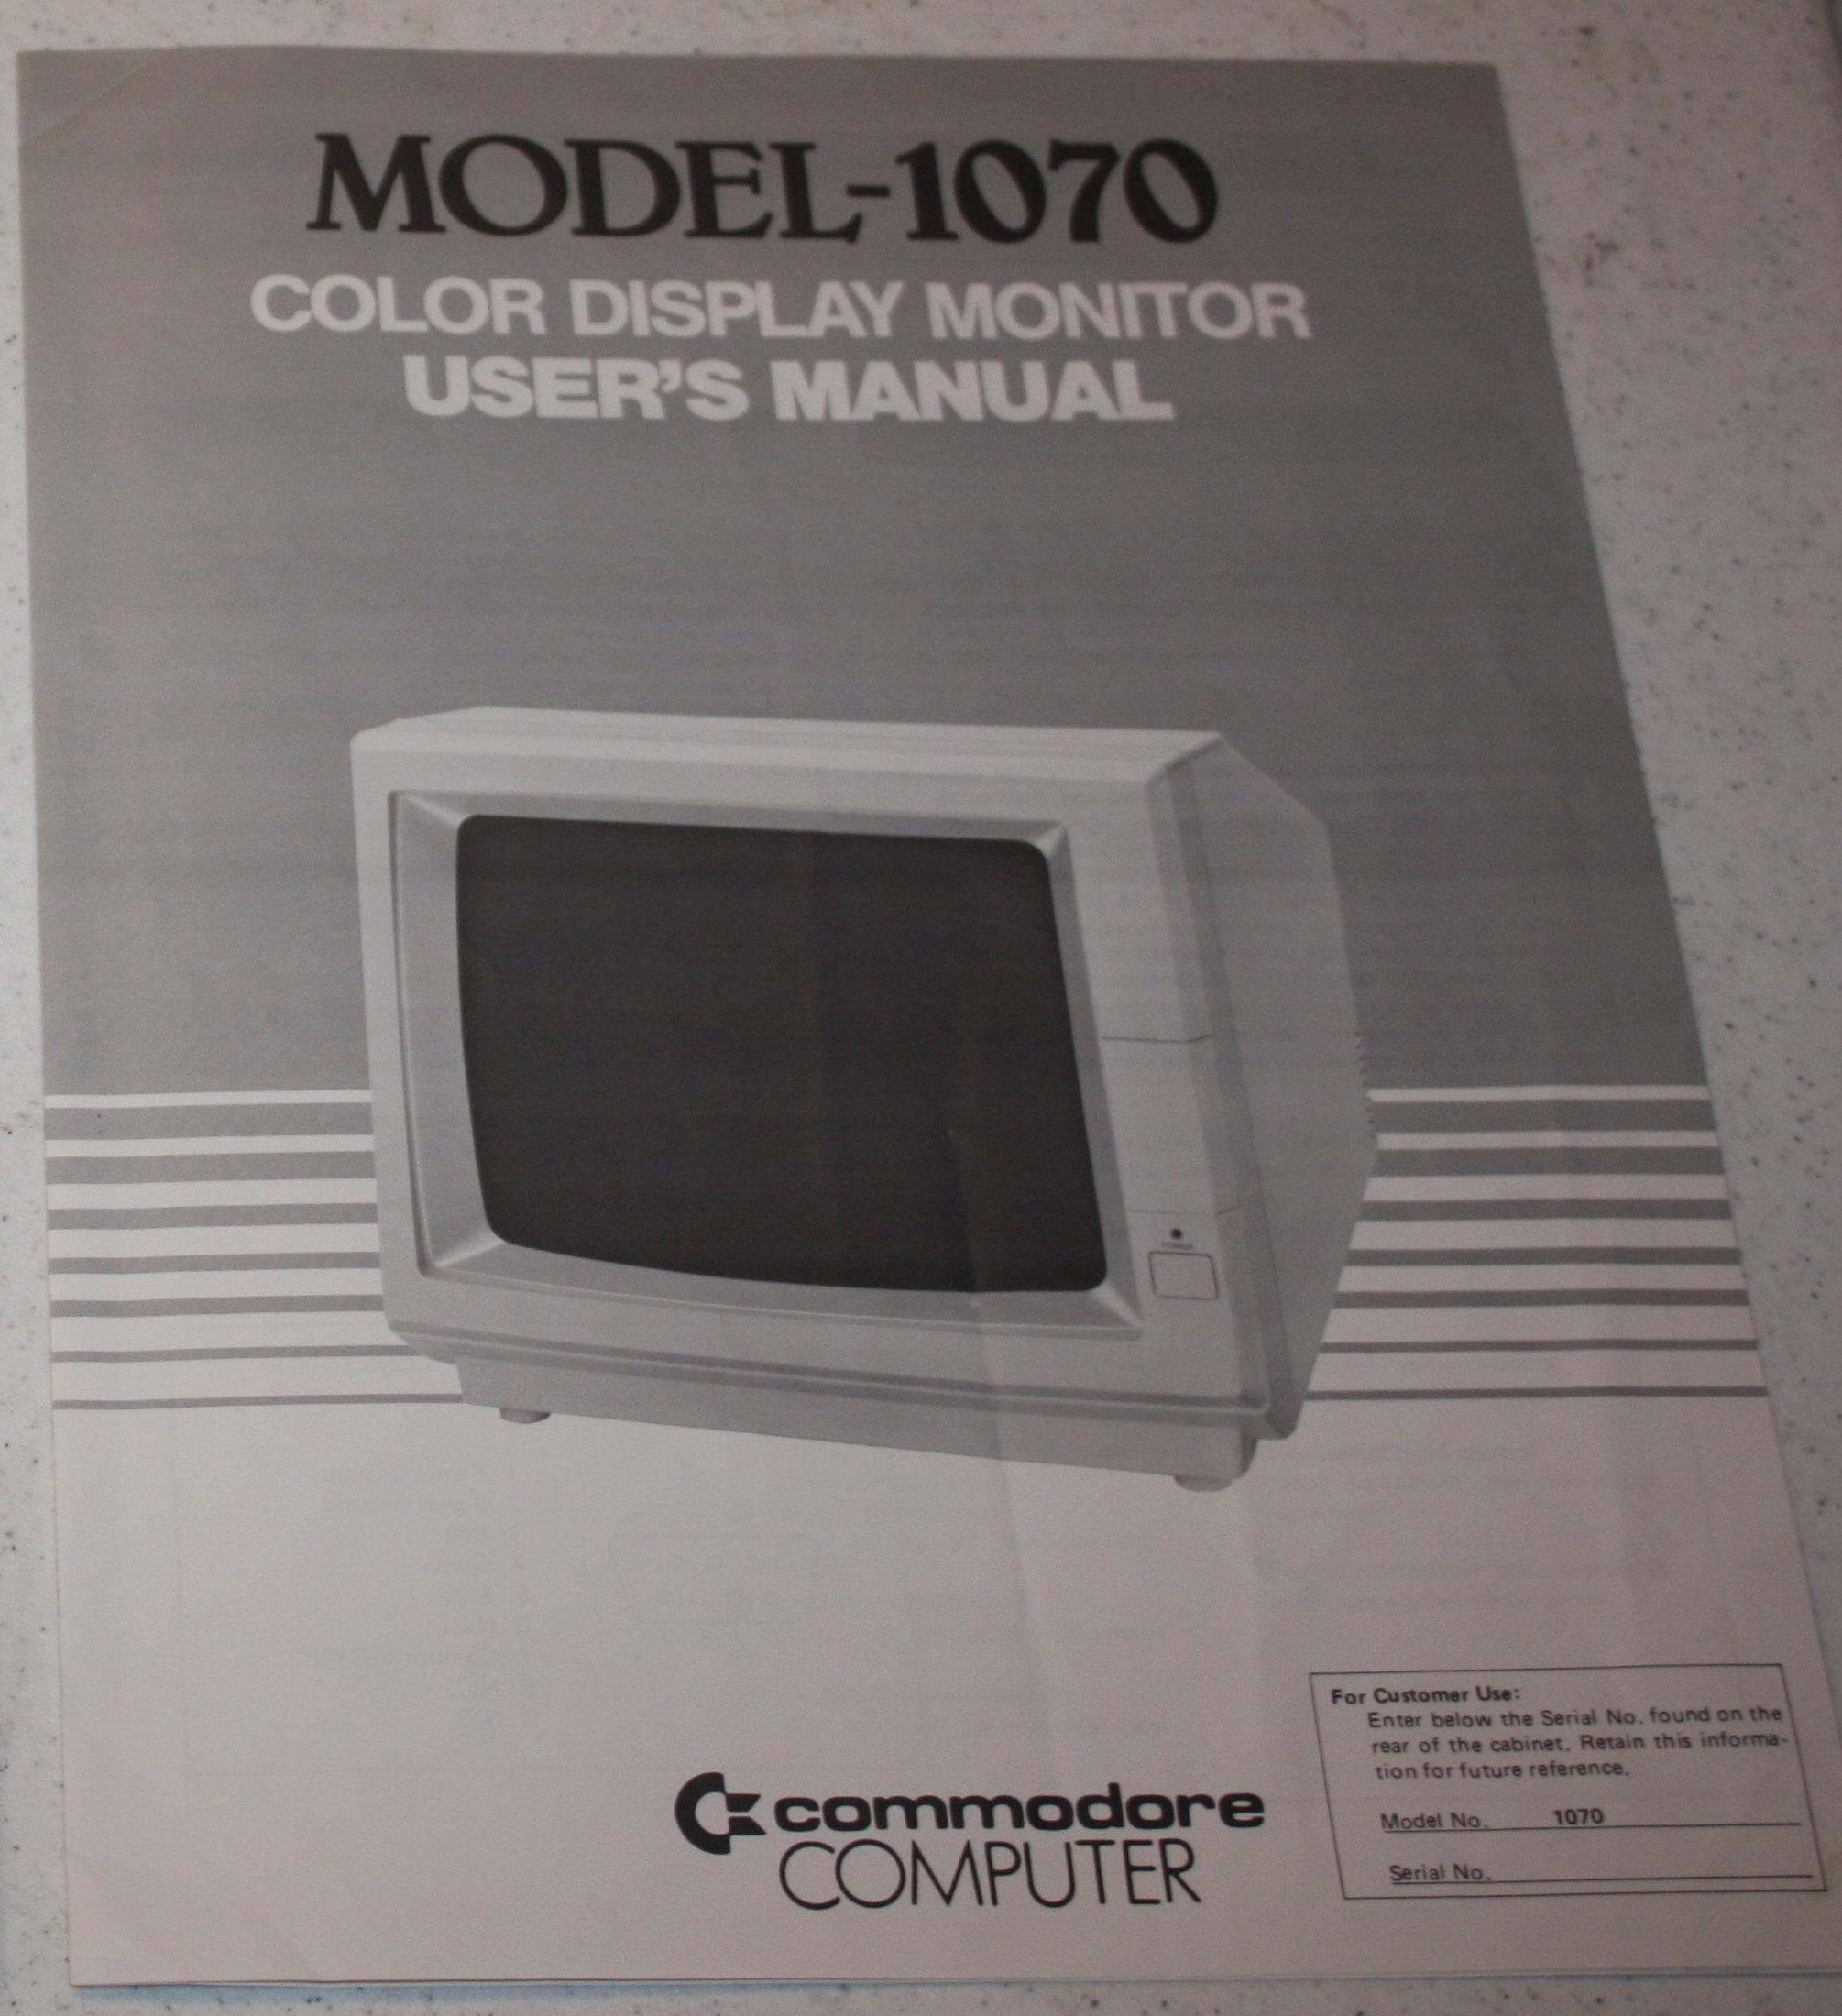 MODEL-1070
COLOR DISPLAY MONITOR
USER'S MANUAL
POWER
For Customer Use:
Enter below the Serial No. found on the
rear of the cabinet. Retain this informa-
tion for future reference.
Model No. 1070
Serial No.
commodore
COMPUTER